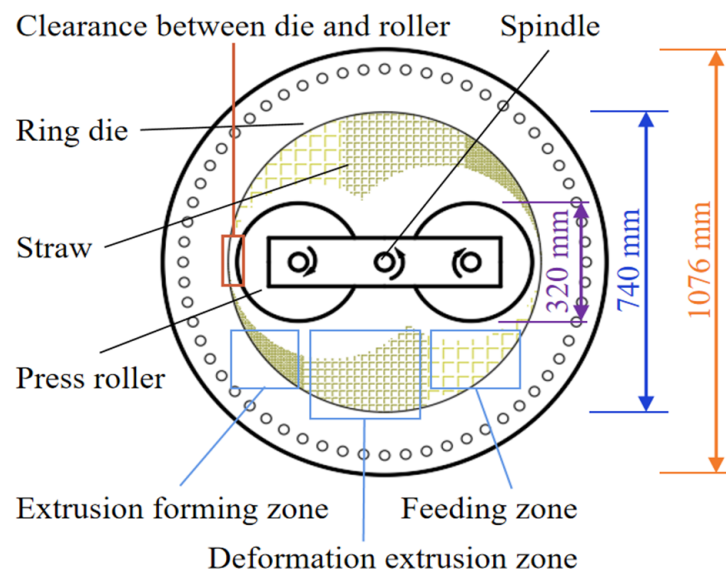 Clearance between die and roller
Spindle
Ring die
Straw
Press roller
320 mm
740 mm
1076 mm
Extrusion forming zone
Feeding zone
Deformation extrusion zone